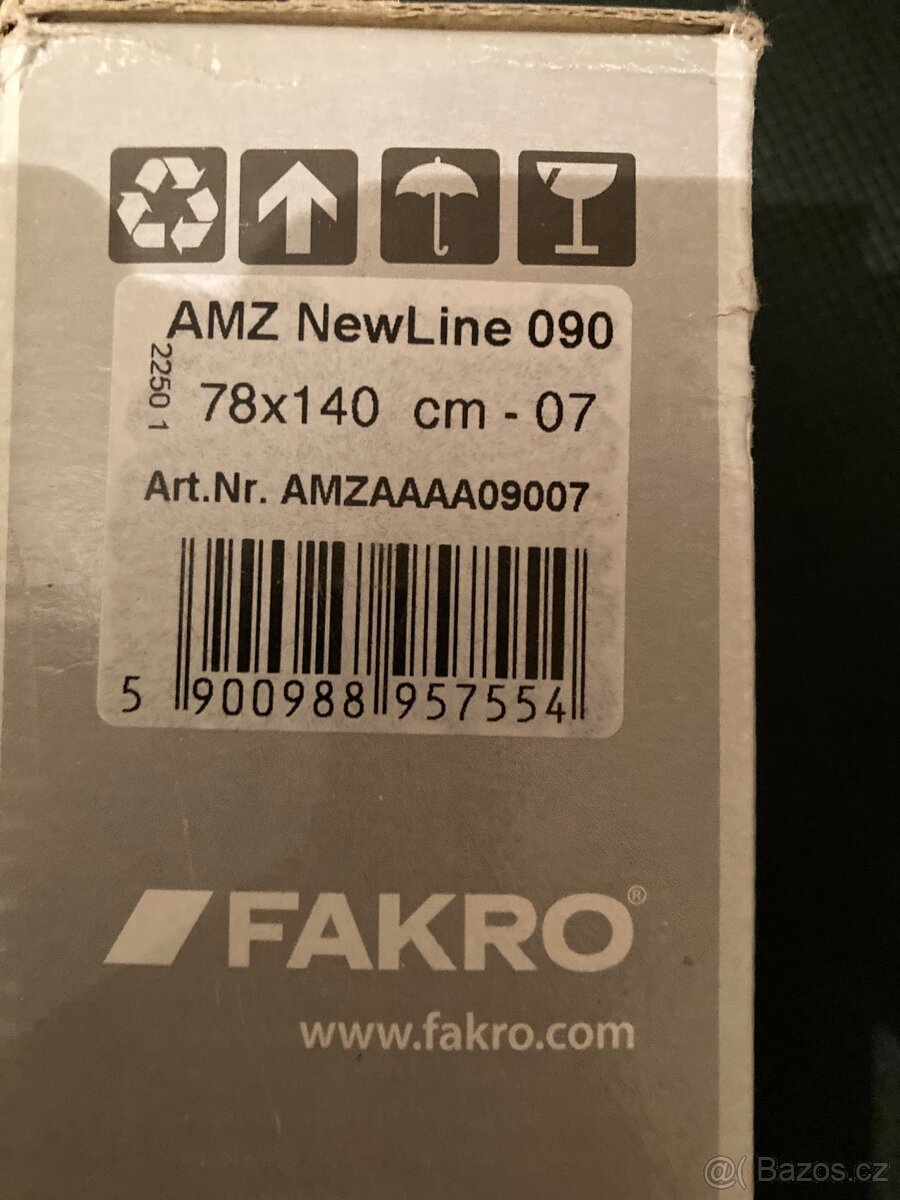 AMZ NewLine 090
2250 1
78x140 cm - 07
Art.Nr. AMZAAAA09007
5 900988 957554
FAKRO®
www.fakro.com
@( Bazos.cz